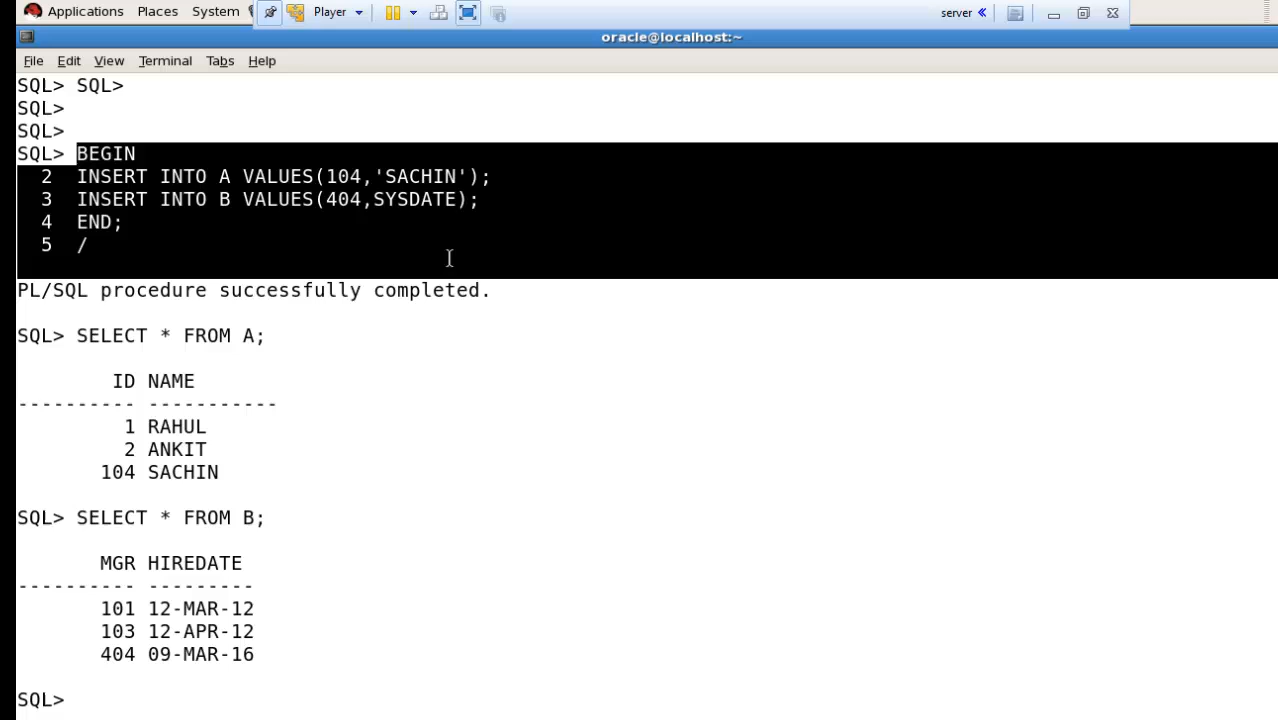 Applications Places System Player server
oracle@localhost:~
File Edit View Terminal Tabs Help
SQL> SQL>
SQL>
SQL>
SQL> BEGIN
2 INSERT INTO A VALUES(104,'SACHIN');
3 INSERT INTO B VALUES(404,SYSDATE);
4 END;
5 /
PL/SQL procedure successfully completed.
SQL> SELECT * FROM A;
ID NAME
---------- -----------
1 RAHUL
2 ANKIT
104 SACHIN
SQL> SELECT * FROM B;
MGR HIREDATE
---------- ---------
101 12-MAR-12
103 12-APR-12
404 09-MAR-16
SQL>